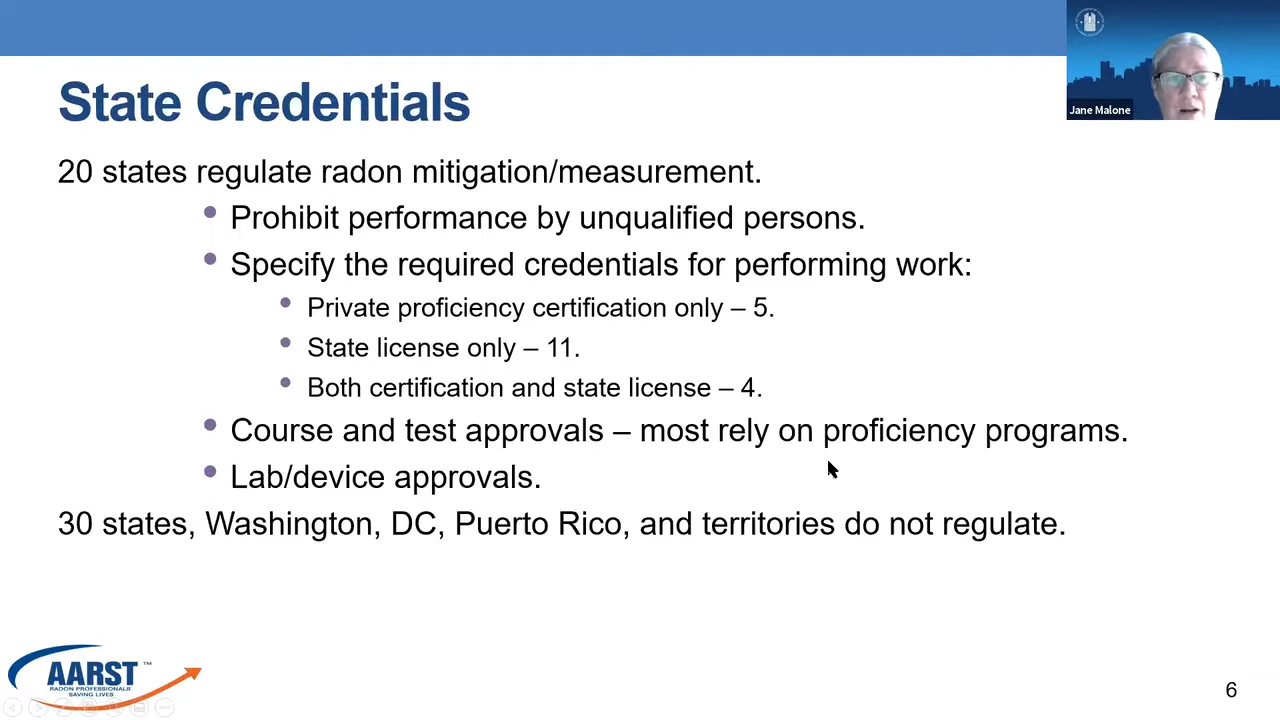 State Credentials
Jane Malone
20 states regulate radon mitigation/measurement.
• Prohibit performance by unqualified persons.
• Specify the required credentials for performing work:
• Private proficiency certification only – 5.
• State license only – 11.
• Both certification and state license – 4.
• Course and test approvals – most rely on proficiency programs.
• Lab/device approvals.
30 states, Washington, DC, Puerto Rico, and territories do not regulate.
AARST™
RADON PROFESSIONALS
SAVING LIVES
6